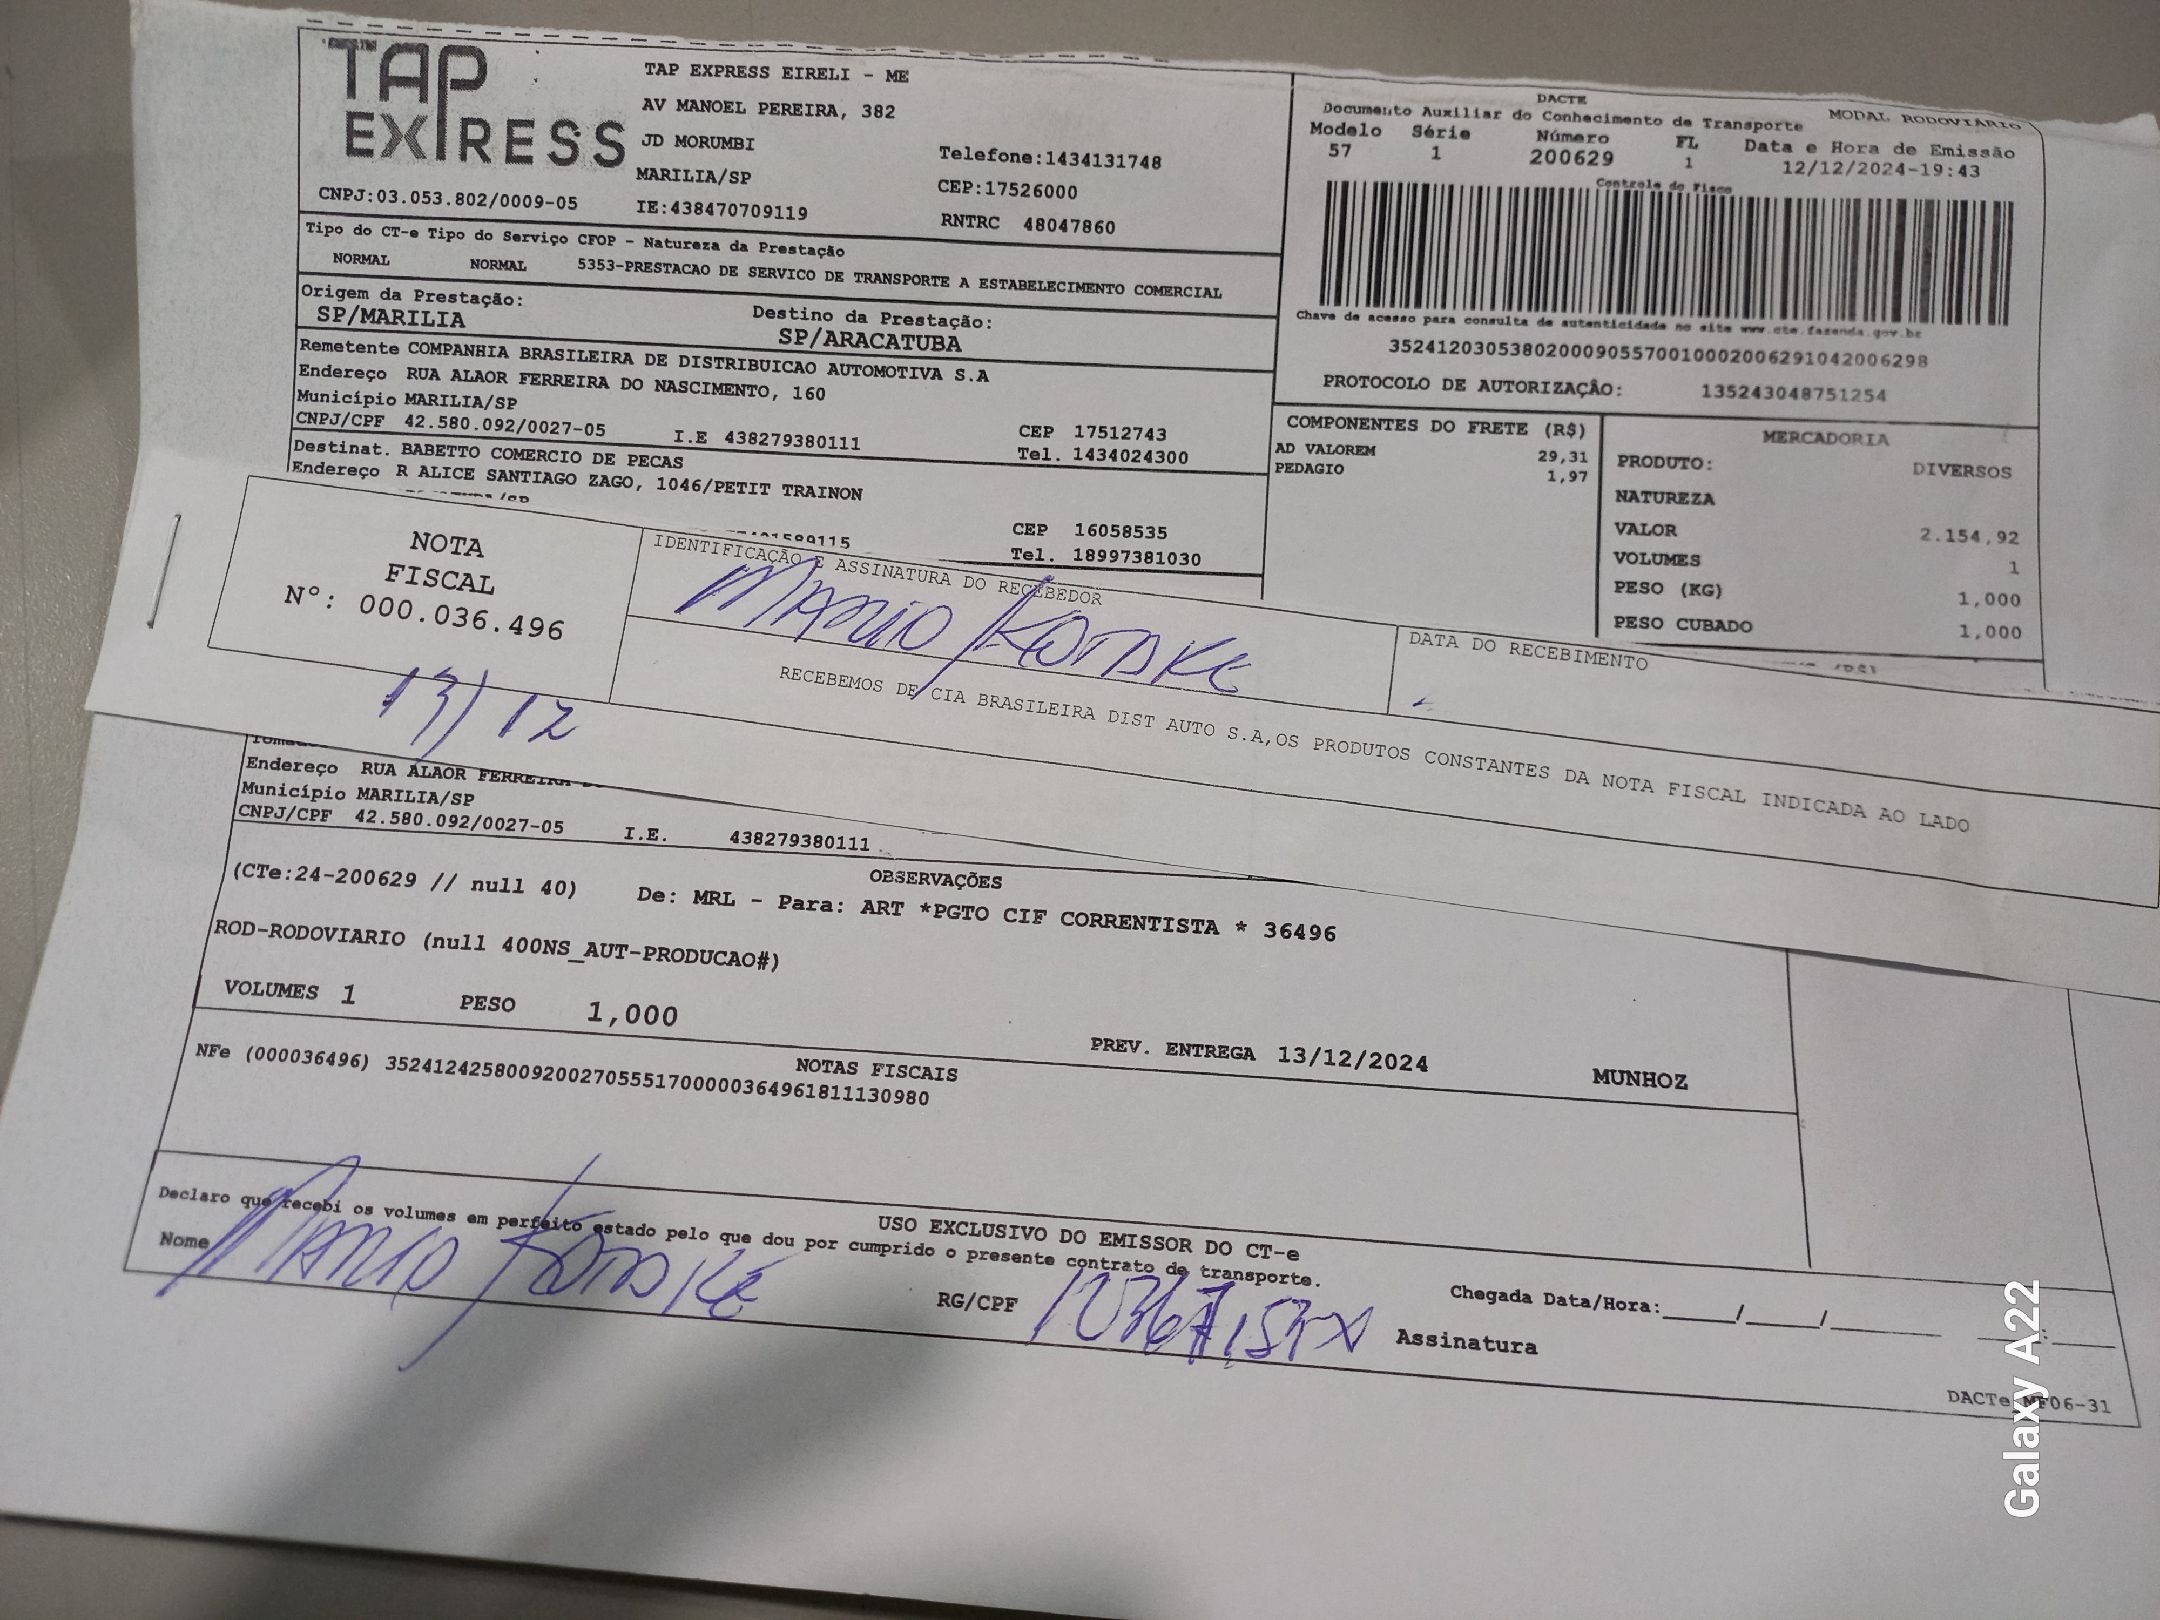 TAP EXPRESS
TAP EXPRESS EIRELI - ME
AV MANOEL PEREIRA, 382
JD MORUMBI
MARILIA/SP
Telefone:1434131748
CEP:17526000
CNPJ:03.053.802/0009-05
IE:438470709119
RNTRC 48047860
DACTE
Documento Auxiliar do Conhecimento de Transporte
MODAL RODOVIÁRIO
Modelo Série Número FL Data e Hora de Emissão
57 1 200629 1 12/12/2024-19:43
Controle do Fisco
Chave de acesso para consulta de autenticidade no site www.cte.fazenda.gov.br
35241203053802000905570010002006291042006298
PROTOCOLO DE AUTORIZAÇÃO: 135243048751254
Tipo do CT-e Tipo do Serviço CFOP - Natureza da Prestação
NORMAL NORMAL 5353-PRESTACAO DE SERVICO DE TRANSPORTE A ESTABELECIMENTO COMERCIAL
Origem da Prestação: Destino da Prestação:
SP/MARILIA SP/ARACATUBA
Remetente COMPANHIA BRASILEIRA DE DISTRIBUICAO AUTOMOTIVA S.A
Endereço RUA ALAOR FERREIRA DO NASCIMENTO, 160
Município MARILIA/SP CEP 17512743
CNPJ/CPF 42.580.092/0027-05 I.E 438279380111 Tel. 1434024300
Destinat. BABETTO COMERCIO DE PECAS
Endereço R ALICE SANTIAGO ZAGO, 1046/PETIT TRAINON
CEP 16058535
Tel. 18997381030
COMPONENTES DO FRETE (R$)
AD VALOREM 29,31
PEDAGIO 1,97
MERCADORIA
PRODUTO: DIVERSOS
NATUREZA
VALOR 2.154,92
VOLUMES 1
PESO (KG) 1,000
PESO CUBADO 1,000
NOTA
FISCAL
N°: 000.036.496
IDENTIFICAÇÃO E ASSINATURA DO RECEBEDOR
DATA DO RECEBIMENTO
RECEBEMOS DE CIA BRASILEIRA DIST AUTO S.A,OS PRODUTOS CONSTANTES DA NOTA FISCAL INDICADA AO LADO
13/12
Endereço RUA ALAOR FERREIRA
Município MARILIA/SP
CNPJ/CPF 42.580.092/0027-05 I.E. 438279380111
OBSERVAÇÕES
(CTe:24-200629 // null 40) De: MRL - Para: ART *PGTO CIF CORRENTISTA * 36496
ROD-RODOVIARIO (null 400NS_AUT-PRODUCAO#)
VOLUMES 1 PESO 1,000 PREV. ENTREGA 13/12/2024 MUNHOZ
NOTAS FISCAIS
NFe (000036496) 35241242580092002705551700000364961811130980
USO EXCLUSIVO DO EMISSOR DO CT-e
Declaro que recebi os volumes em perfeito estado pelo que dou por cumprido o presente contrato de transporte.
Nome RG/CPF Assinatura
Chegada Data/Hora:_____/_____/_______ ____:____
DACTe MF06-31
Galaxy A22